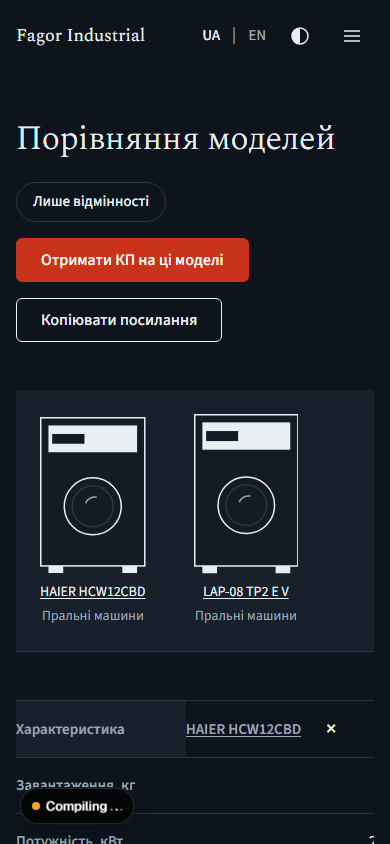 Fagor Industrial
UA | EN
Порівняння моделей
Лише відмінності
Отримати КП на ці моделі
Копіювати посилання
HAIER HCW12CBD
LAP-08 TP2 E V
Пральні машини
Пральні машини
Характеристика
HAIER HCW12CBD ×
Завантаження, кг
Compiling ...
Потужність, кВт